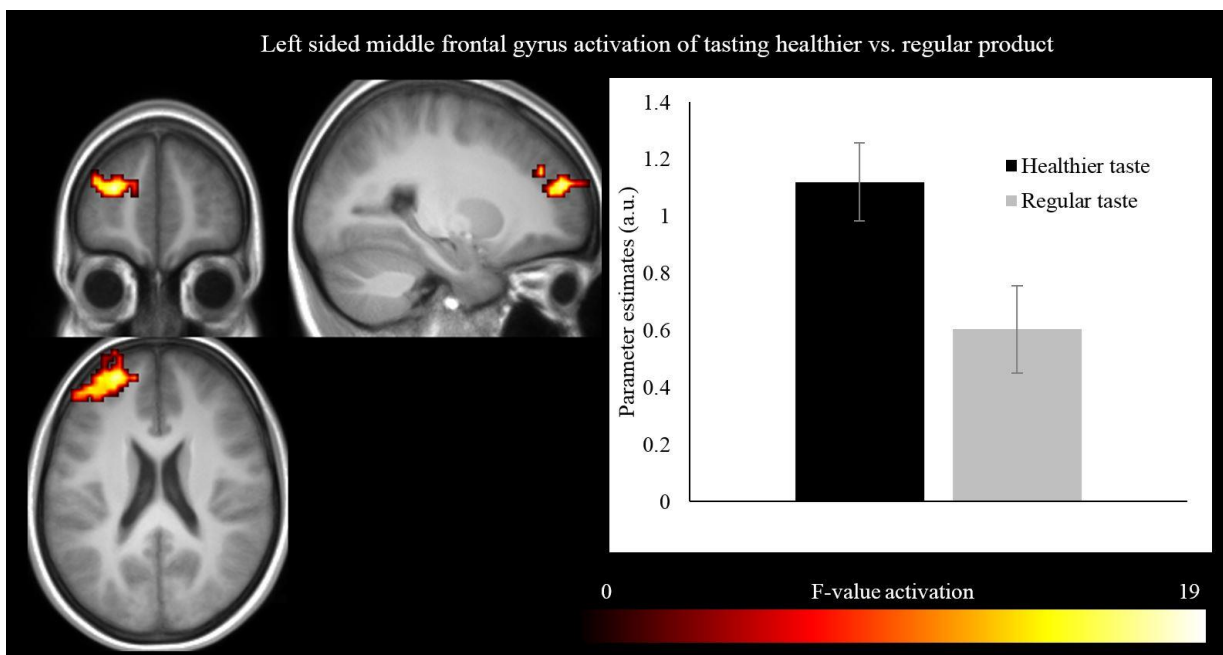 Left sided middle frontal gyrus activation of tasting healthier vs. regular product
1.4
1.2
1
0.8
0.6
0.4
0.2
0
Parameter estimates (a.u.)
Healthier taste
Regular taste
0 F-value activation 19